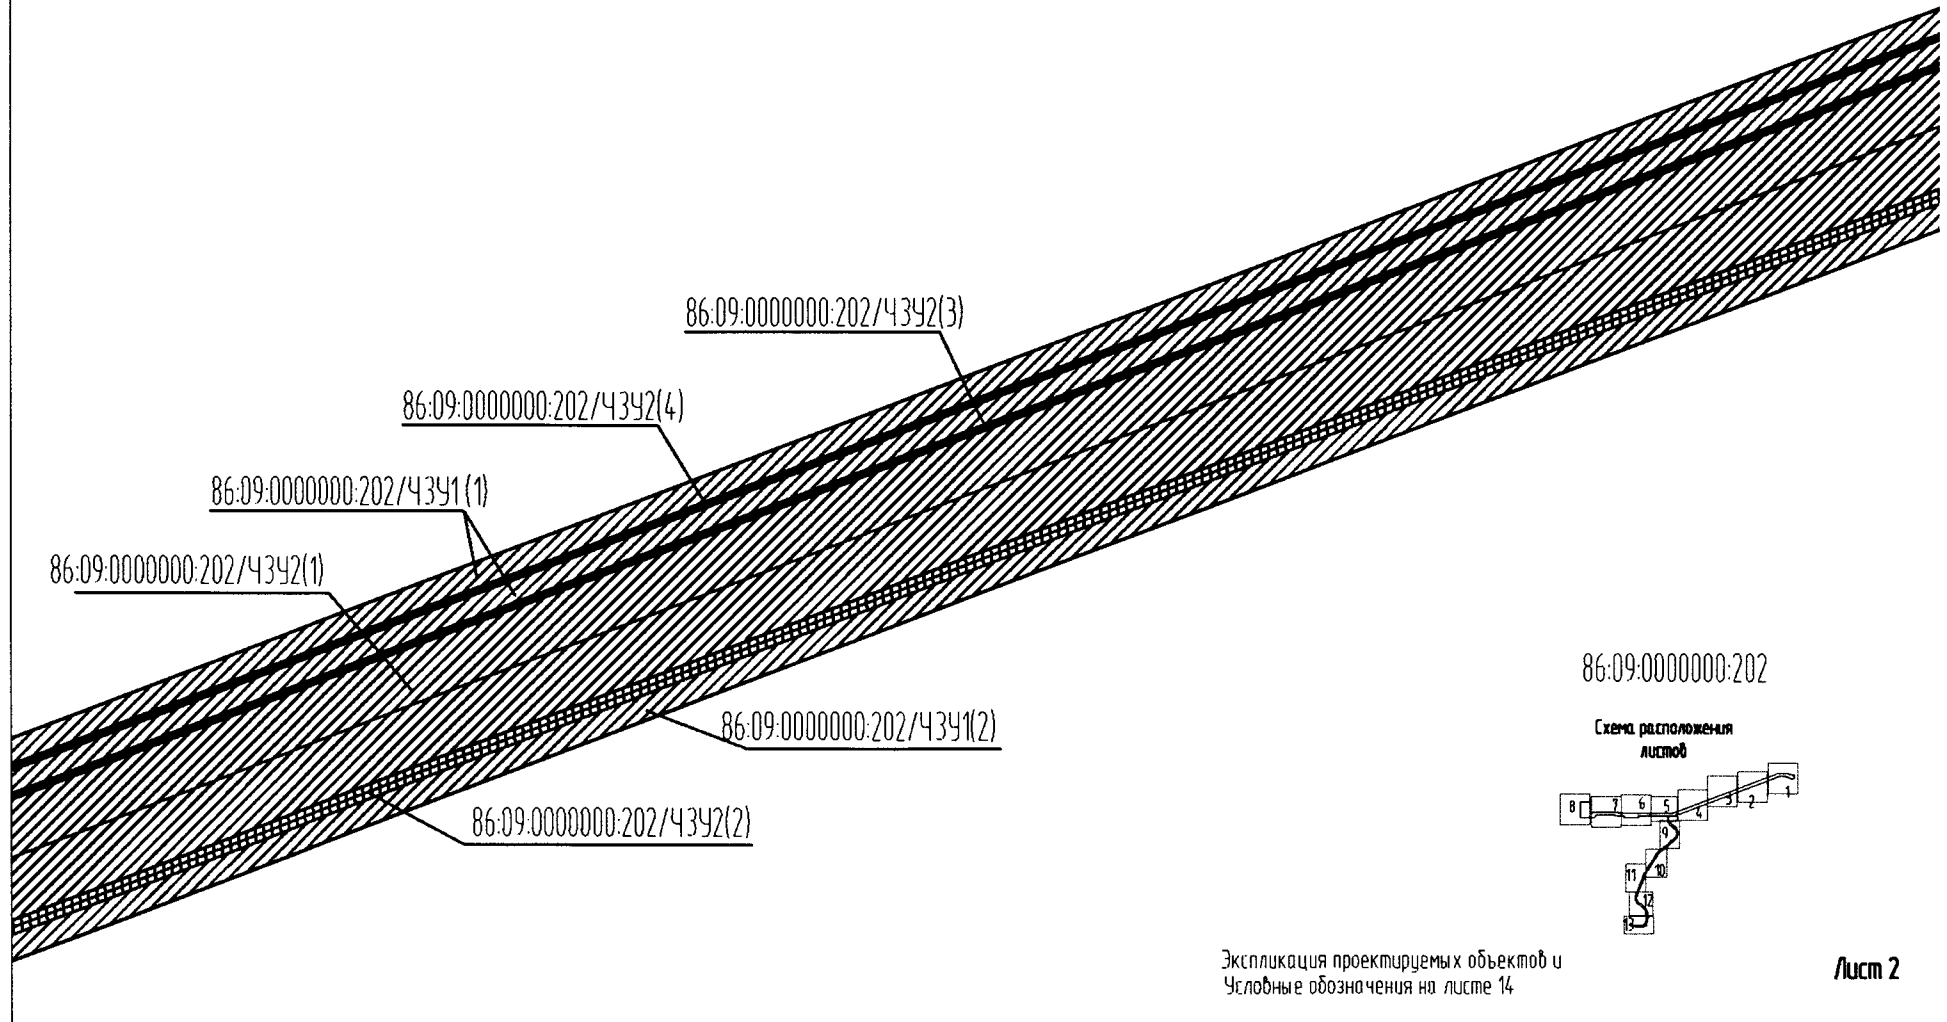 86:09:0000000:202/ЧЗУ2(3)
86:09:0000000:202/ЧЗУ2(4)
86:09:0000000:202/ЧЗУ1(1)
86:09:0000000:202/ЧЗУ2(1)
86:09:0000000:202/ЧЗУ1(2)
86:09:0000000:202/ЧЗУ2(2)
86:09:0000000:202
Схема расположения
листов
8 7 6 5 4 3 2 1
9
10
11
12
13
Экспликация проектируемых объектов и
Условные обозначения на листе 14
Лист 2